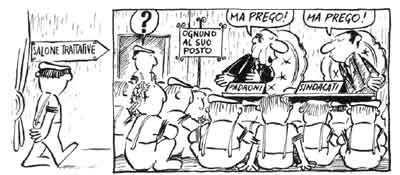 SALONE TRATTATIVE
?
OGNUNO
AL SUO
POSTO
MA PREGO!
MA PREGO!
PADRONI
SINDACATI